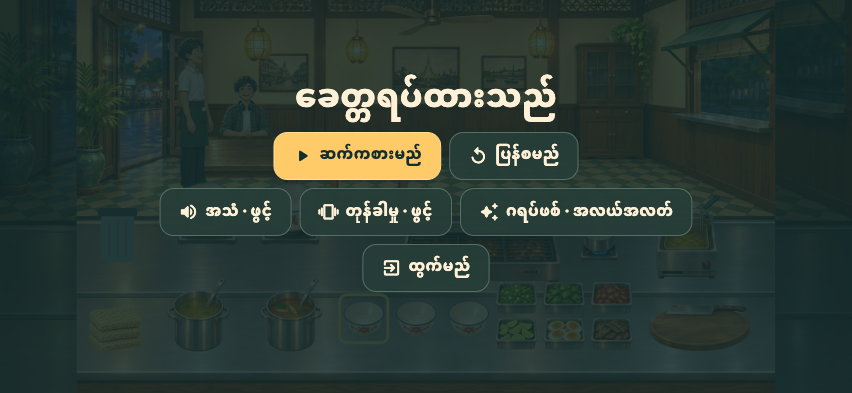 ခေတ္တရပ်ထားသည်
ဆက်ကစားမည် ပြန်စမည်
အသံ · ဖွင့် တုန်ခါမှု · ဖွင့် ဂရပ်ဖစ် · အလယ်အလတ်
ထွက်မည်